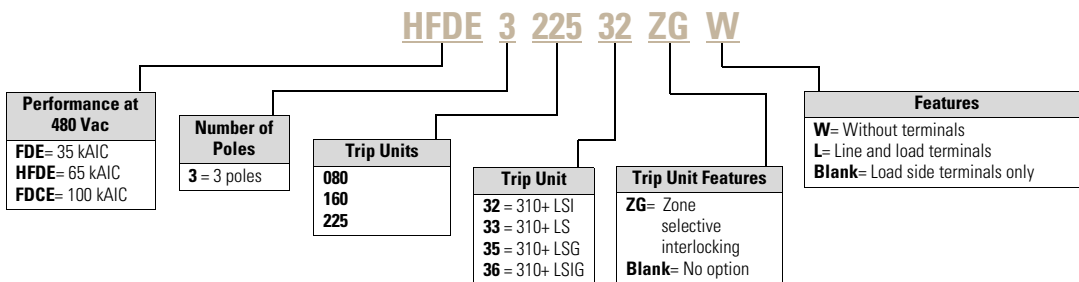 HFDE 3 225 32 ZG W
Performance at
480 Vac
FDE= 35 kAIC
HFDE= 65 kAIC
FDCE= 100 kAIC
Number of
Poles
3 = 3 poles
Trip Units
080
160
225
Trip Unit
32 = 310+ LSI
33 = 310+ LS
35 = 310+ LSG
36 = 310+ LSIG
Trip Unit Features
ZG= Zone
selective
interlocking
Blank= No option
Features
W= Without terminals
L= Line and load terminals
Blank= Load side terminals only